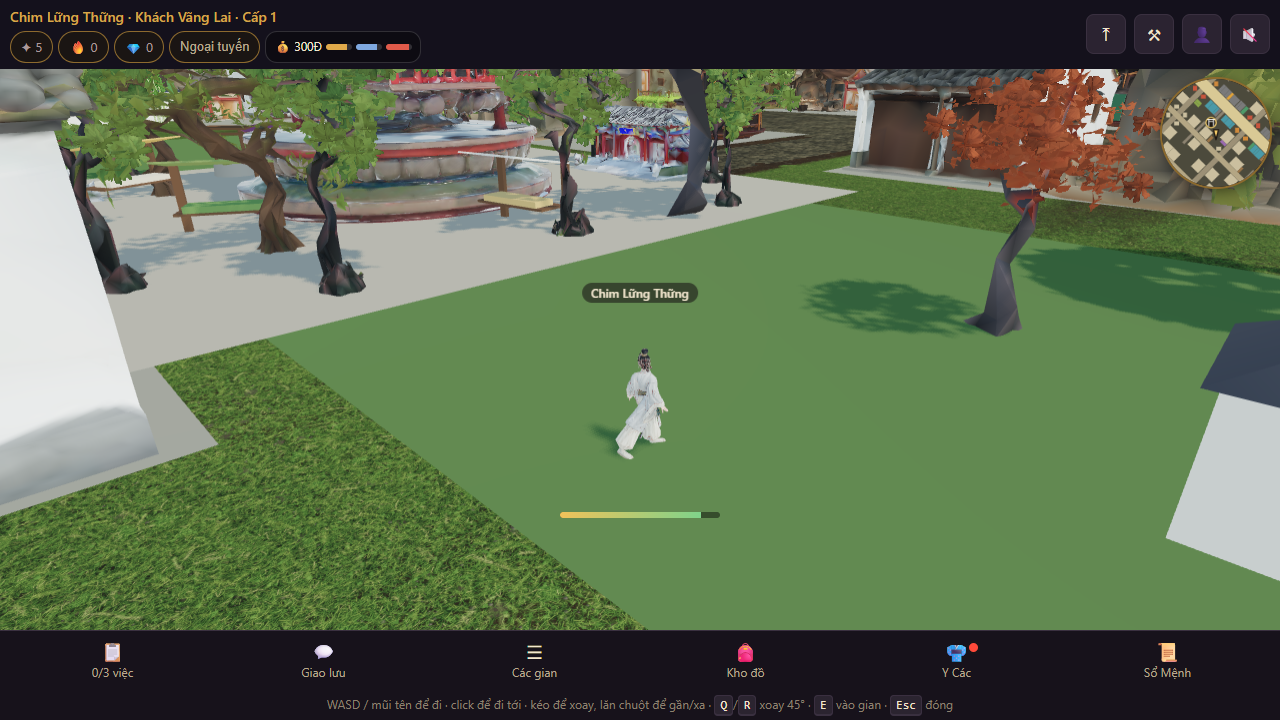 Chim Lững Thững · Khách Vãng Lai · Cấp 1
✦ 5
0
0
Ngoại tuyến
300Đ
Chim Lững Thững
0/3 việc
Giao lưu
Các gian
Kho đồ
Y Các
Sổ Mệnh
WASD / mũi tên để đi · click để đi tới · kéo để xoay, lăn chuột để gần/xa · Q / R xoay 45° · E vào gian · Esc đóng